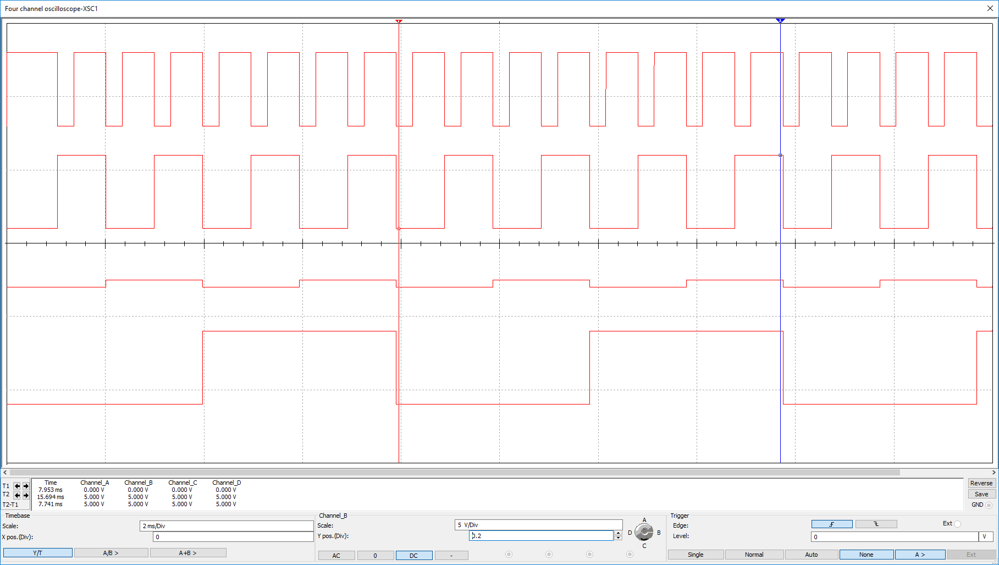 Four channel oscilloscope-XSC1
1
2
T1
T2
T2-T1
Time Channel_A Channel_B Channel_C Channel_D
7.953 ms 0.000 V 0.000 V 0.000 V 0.000 V
15.694 ms 5.000 V 5.000 V 5.000 V 5.000 V
7.741 ms 5.000 V 5.000 V 5.000 V 5.000 V
Reverse
Save
GND
Timebase
Scale: 2 ms/Div
X pos.(Div): 0
Y/T A/B > A+B >
Channel_B
Scale: 5 V/Div
Y pos.(Div): 0.2
AC 0 DC -
A
D B
C
Trigger
Edge: Ext
Level: 0 V
Single Normal Auto None A > Ext